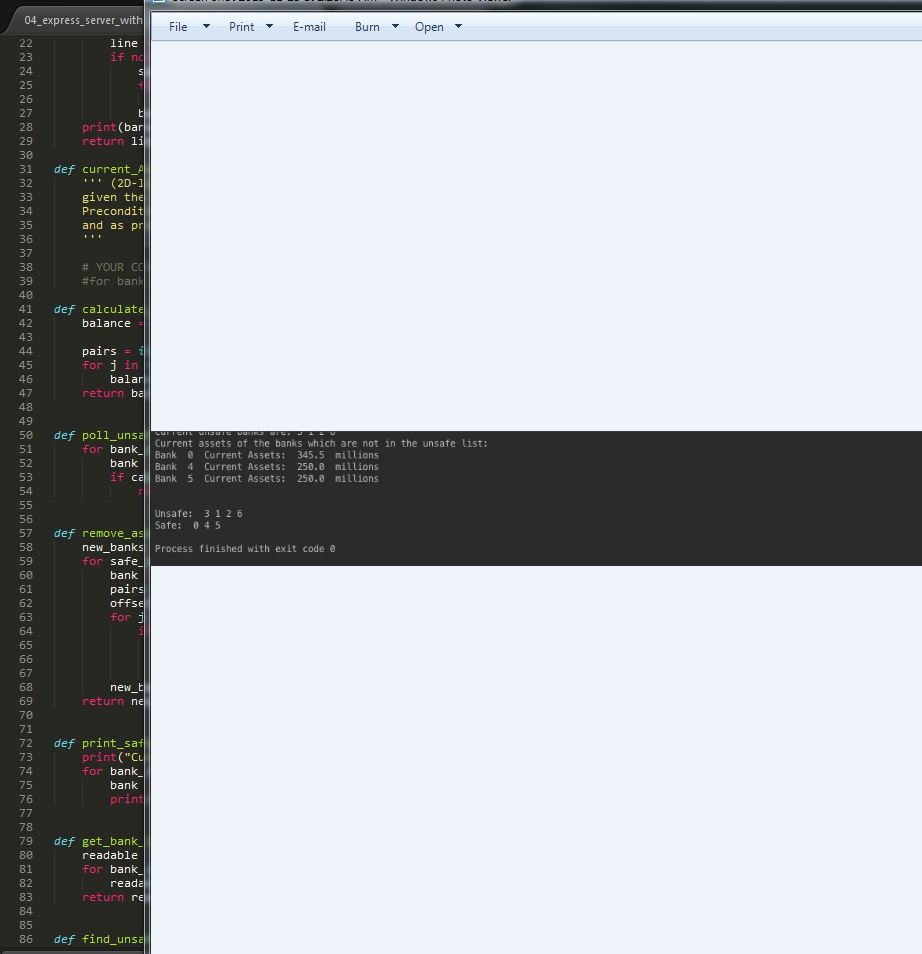 04_express_server_with
File Print E-mail Burn Open
22 line
23 if no
24 s
25 f
26
27 b
28 print(ban
29 return li
30
31 def current_A
32 ''' (2D-l
33 given the
34 Precondit
35 and as pr
36 '''
37
38 # YOUR CO
39 #for bank
40
41 def calculate
42 balance =
43
44 pairs = i
45 for j in
46 balan
47 return ba
48
49
50 def poll_unsa
51 for bank_
52 bank
53 if ca
54
55
56
57 def remove_as
58 new_banks
59 for safe_
60 bank
61 pairs
62 offse
63 for j
64 i
65
66
67
68 new_b
69 return ne
70
71
72 def print_saf
73 print("Cu
74 for bank_
75 bank
76 print
77
78
79 def get_bank_
80 readable
81 for bank_
82 reada
83 return re
84
85
86 def find_unsa
Current unsafe banks are: 3 1 2 6
Current assets of the banks which are not in the unsafe list:
Bank 0 Current Assets: 345.5 millions
Bank 4 Current Assets: 250.0 millions
Bank 5 Current Assets: 250.0 millions
Unsafe: 3 1 2 6
Safe: 0 4 5
Process finished with exit code 0